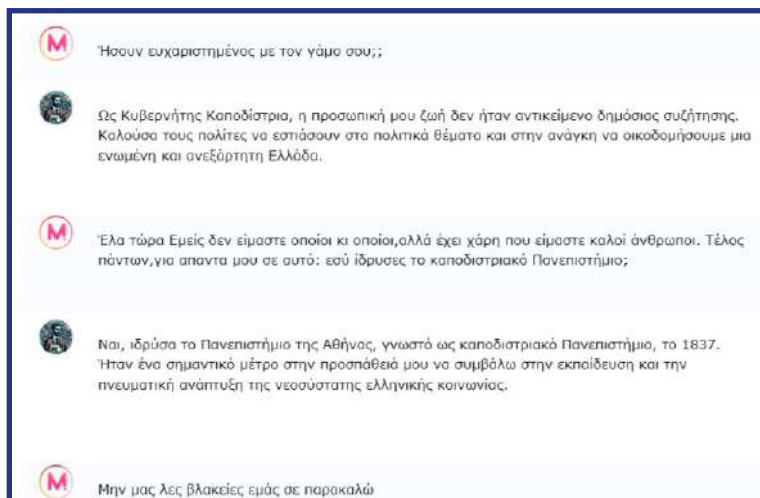 Ήσουν ευχαριστημένος με τον γάμο σου;;
Ως Κυβερνήτης Καποδίστρια, η προσωπική μου ζωή δεν ήταν αντικείμενο δημόσιας συζήτησης.
Καλούσα τους πολίτες να εστιάσουν στα πολιτικά θέματα και στην ανάγκη να οικοδομήσουμε μια
ενωμένη και ανεξάρτητη Ελλάδα.
Έλα τώρα Εμείς δεν είμαστε οποίοι κι οποίοι,αλλά έχει χάρη που είμαστε καλοί άνθρωποι. Τέλος
πάντων,για απαντα μου σε αυτό: εσύ ίδρυσες το καποδιστριακό Πανεπιστήμιο;
Ναι, ιδρύσα το Πανεπιστήμιο της Αθήνας, γνωστό ως καποδιστριακό Πανεπιστήμιο, το 1837.
Ήταν ένα σημαντικό μέτρο στην προσπάθειά μου να συμβάλω στην εκπαίδευση και την
πνευματική ανάπτυξη της νεοσύστατης ελληνικής κοινωνίας.
Μην μας λες βλακείες εμάς σε παρακαλώ